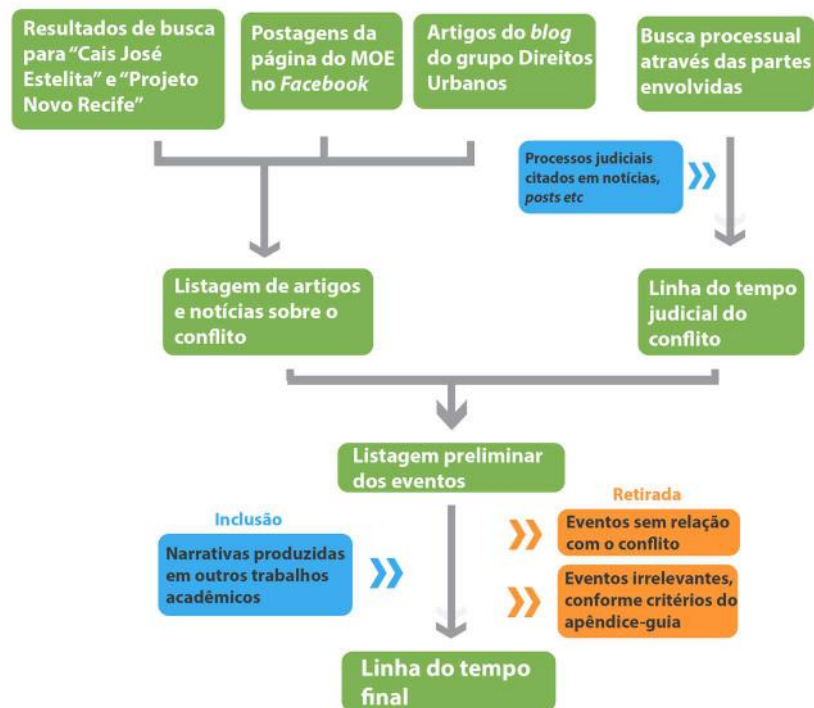 Resultados de busca
para “Cais José
Estelita” e “Projeto
Novo Recife”
Postagens da
página do MOE
no Facebook
Artigos do blog
do grupo Direitos
Urbanos
Busca processual
através das partes
envolvidas
Processos judiciais
citados em notícias,
posts etc
Listagem de artigos
e notícias sobre o
conflito
Linha do tempo
judicial do
conflito
Listagem preliminar
dos eventos
Inclusão
Narrativas produzidas
em outros trabalhos
acadêmicos
Retirada
Eventos sem relação
com o conflito
Eventos irrelevantes,
conforme critérios do
apêndice-guia
Linha do tempo
final